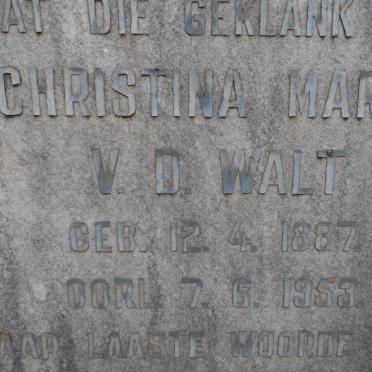 AT DIE GEKLANK
CHRISTINA MAR
V. D. WALT
GEB. 12. 4. 1887
OORL. 7. 6. 1953
AAR LAASTE WOORDE